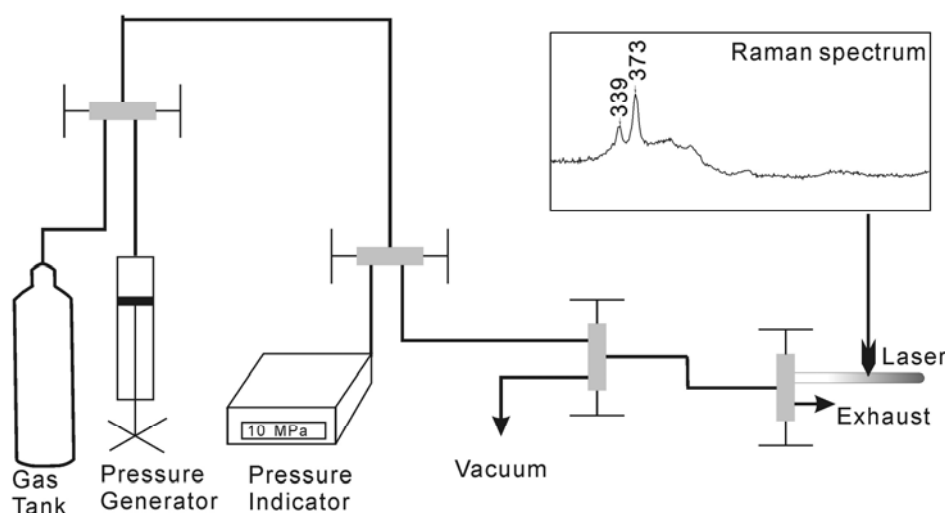 Raman spectrum
339
373
Laser
Exhaust
10 MPa
Vacuum
Gas
Tank
Pressure
Generator
Pressure
Indicator